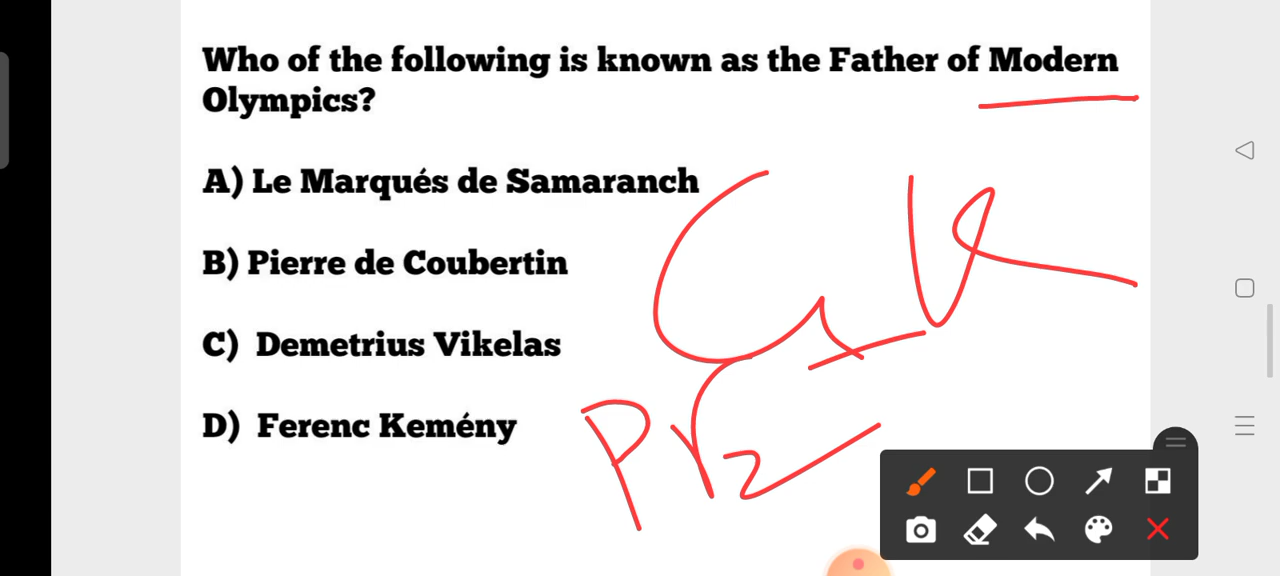 Who of the following is known as the Father of Modern
Olympics?
A) Le Marqués de Samaranch
B) Pierre de Coubertin
C) Demetrius Vikelas
D) Ferenc Kemény